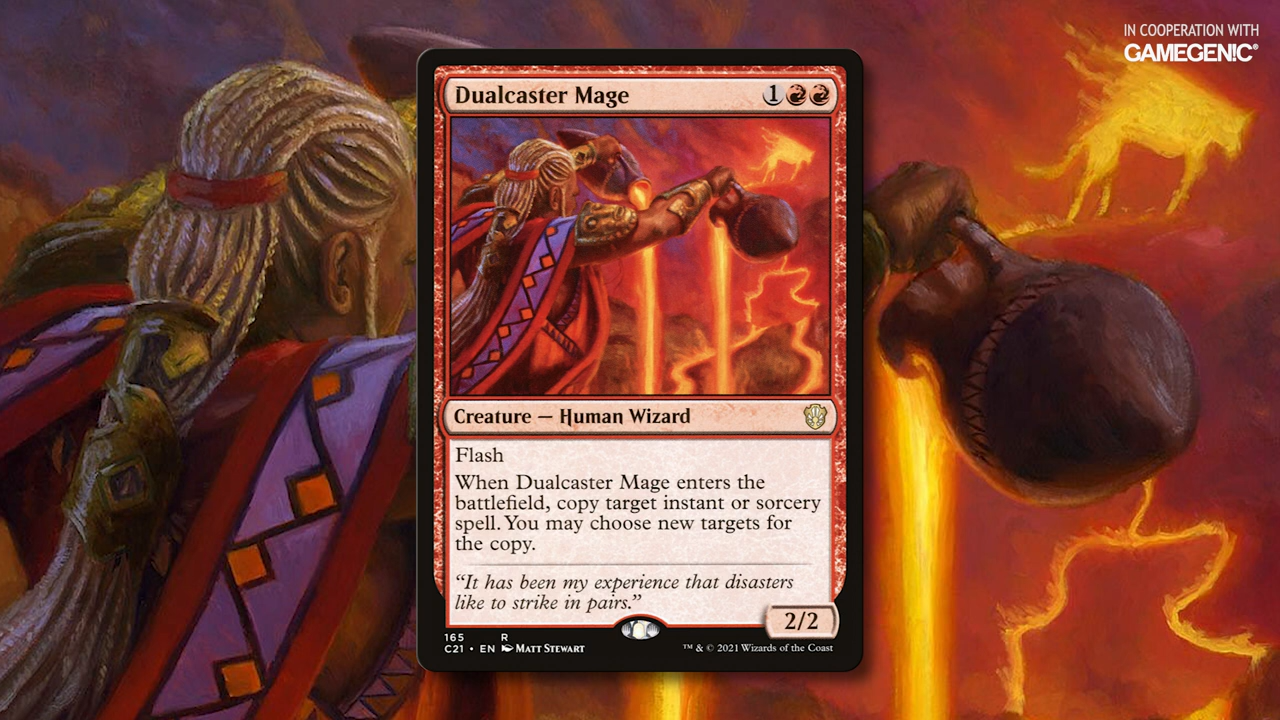 IN COOPERATION WITH
GAMEGENIC®
Dualcaster Mage 1
Creature — Human Wizard
Flash
When Dualcaster Mage enters the
battlefield, copy target instant or sorcery
spell. You may choose new targets for
the copy.
“It has been my experience that disasters
like to strike in pairs.”
2/2
165 R
C21 • EN MATT STEWART
™ & © 2021 Wizards of the Coast